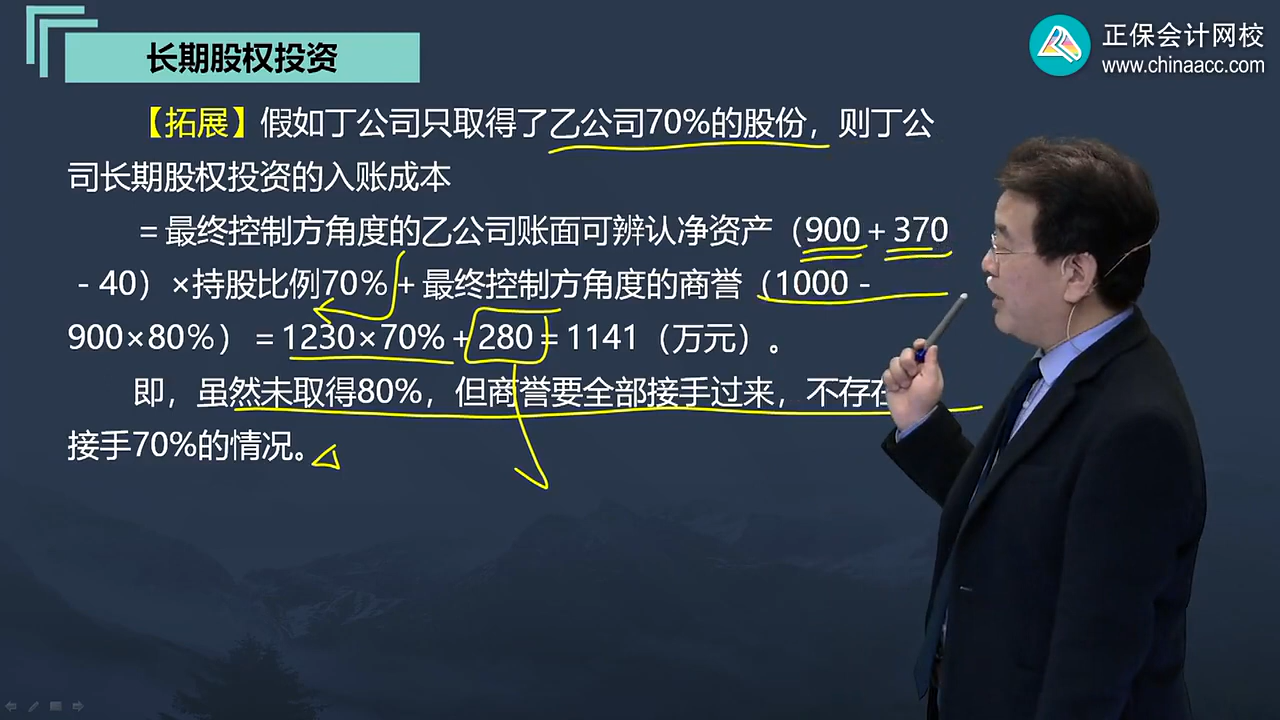 长期股权投资
正保会计网校
www.chinaacc.com
【拓展】假如丁公司只取得了乙公司70%的股份，则丁公
司长期股权投资的入账成本
=最终控制方角度的乙公司账面可辨认净资产（900+370
-40）×持股比例70%+最终控制方角度的商誉（1000-
900×80%）=1230×70%+280=1141（万元）。
即，虽然未取得80%，但商誉要全部接手过来，不存在
接手70%的情况。